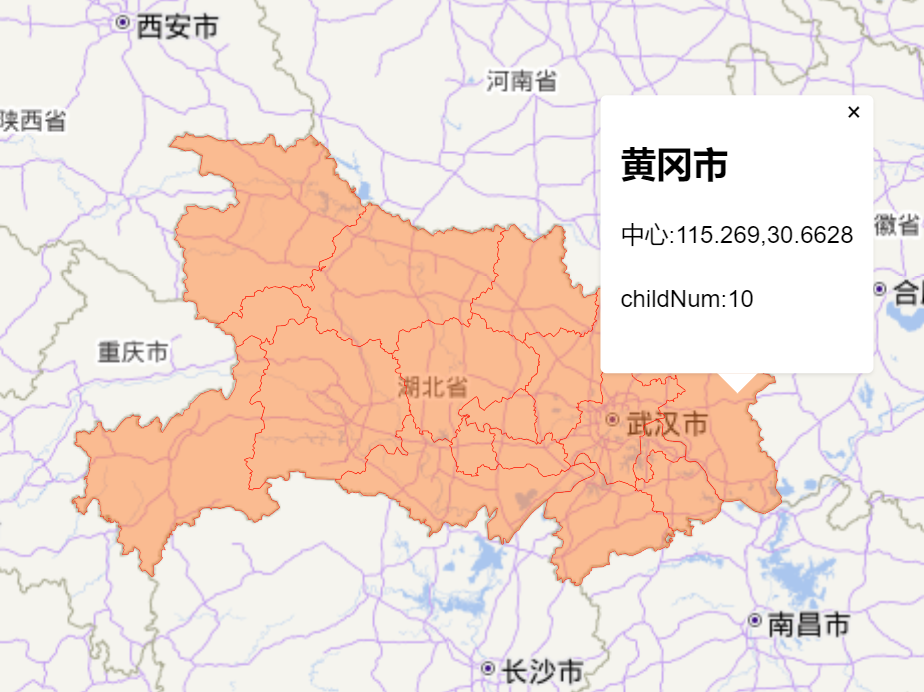 西安市
河南省
陕西省
×
黄冈市
徽省
中心:115.269,30.6628
合
childNum:10
重庆市
湖北省
武汉市
南昌市
长沙市